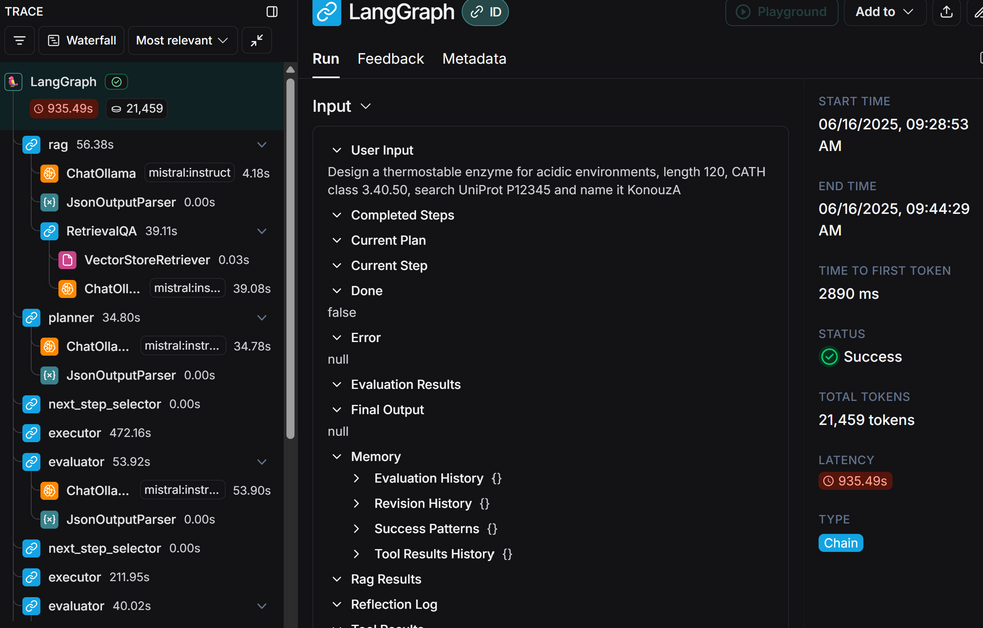 TRACE
Waterfall
Most relevant
LangGraph
935.49s
21,459
rag 56.38s
ChatOllama mistral:instruct 4.18s
JsonOutputParser 0.00s
RetrievalQA 39.11s
VectorStoreRetriever 0.03s
ChatOll... mistral:ins... 39.08s
planner 34.80s
ChatOlla... mistral:instr... 34.78s
JsonOutputParser 0.00s
next_step_selector 0.00s
executor 472.16s
evaluator 53.92s
ChatOlla... mistral:instr... 53.90s
JsonOutputParser 0.00s
next_step_selector 0.00s
executor 211.95s
evaluator 40.02s
LangGraph
ID
Playground
Add to
Run Feedback Metadata
Input
User Input
Design a thermostable enzyme for acidic environments, length 120, CATH
class 3.40.50, search UniProt P12345 and name it KonouzA
Completed Steps
Current Plan
Current Step
Done
false
Error
null
Evaluation Results
Final Output
null
Memory
Evaluation History {}
Revision History {}
Success Patterns {}
Tool Results History {}
Rag Results
Reflection Log
Tool Results
START TIME
06/16/2025, 09:28:53
AM
END TIME
06/16/2025, 09:44:29
AM
TIME TO FIRST TOKEN
2890 ms
STATUS
Success
TOTAL TOKENS
21,459 tokens
LATENCY
935.49s
TYPE
Chain